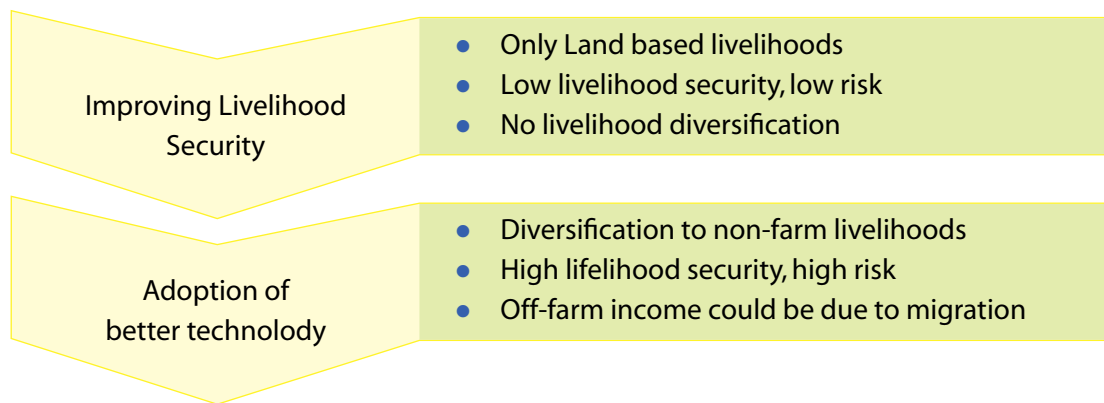 Improving Livelihood
Security
● Only Land based livelihoods
● Low livelihood security, low risk
● No livelihood diversification
Adoption of
better technolody
● Diversification to non-farm livelihoods
● High lifelihood security, high risk
● Off-farm income could be due to migration